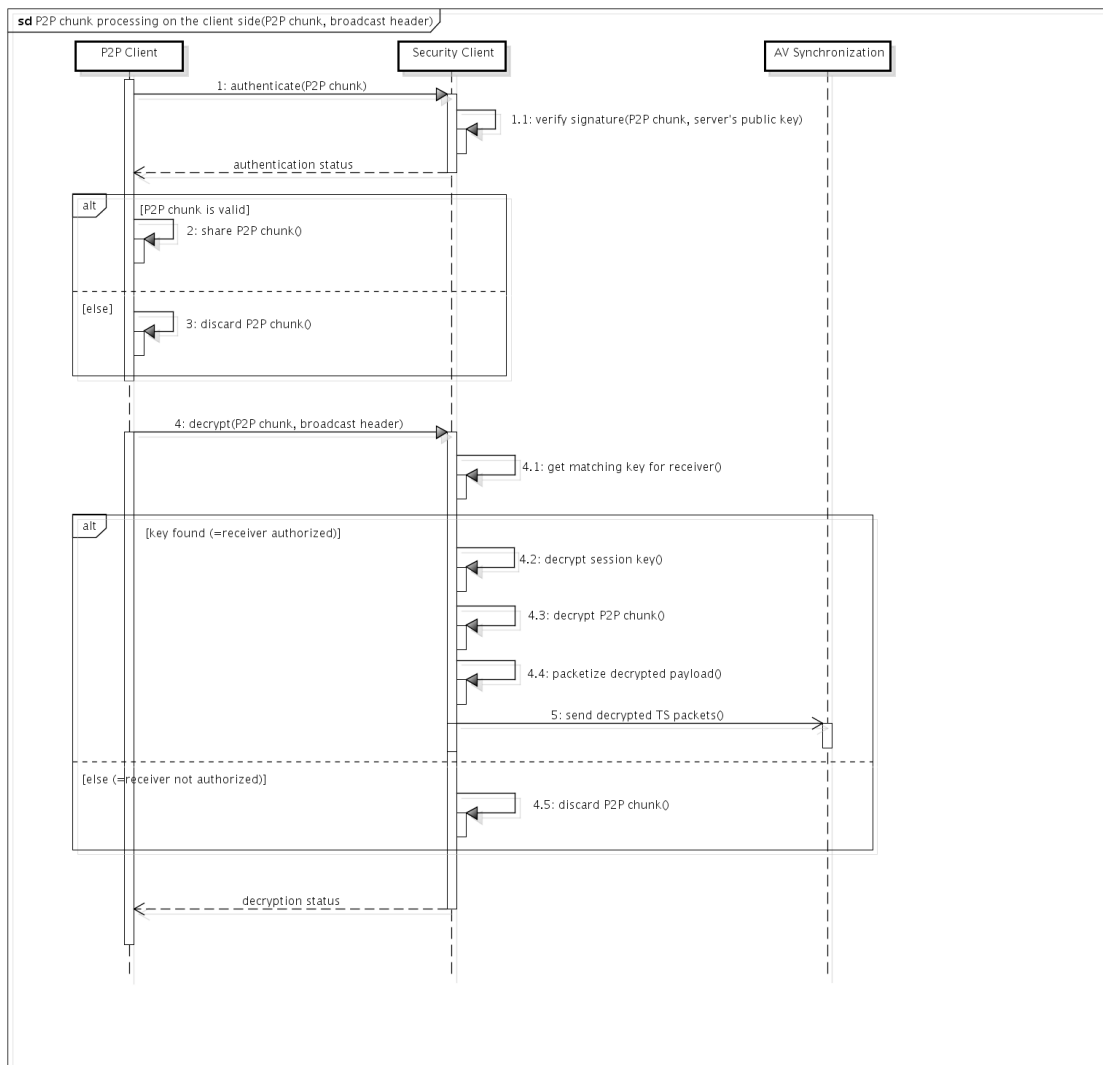 sd P2P chunk processing on the client side(P2P chunk, broadcast header)
P2P Client
Security Client
AV Synchronization
1: authenticate(P2P chunk)
1.1: verify signature(P2P chunk, server's public key)
authentication status
alt
[P2P chunk is valid]
2: share P2P chunk()
[else]
3: discard P2P chunk()
4: decrypt(P2P chunk, broadcast header)
4.1: get matching key for receiver()
alt
[key found (=receiver authorized)]
4.2: decrypt session key()
4.3: decrypt P2P chunk()
4.4: packetize decrypted payload()
5: send decrypted TS packets()
[else (=receiver not authorized)]
4.5: discard P2P chunk()
decryption status